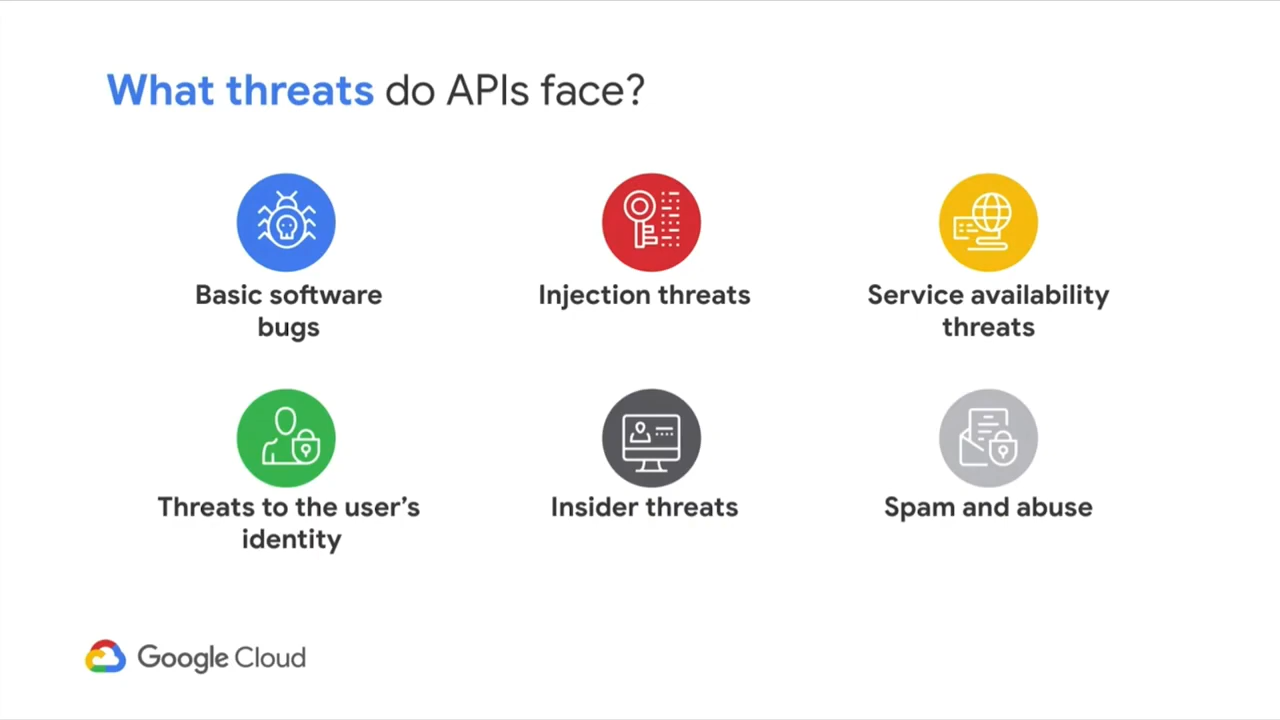 What threats do APIs face?
Basic software
bugs
Injection threats
Service availability
threats
Threats to the user’s
identity
Insider threats
Spam and abuse
Google Cloud